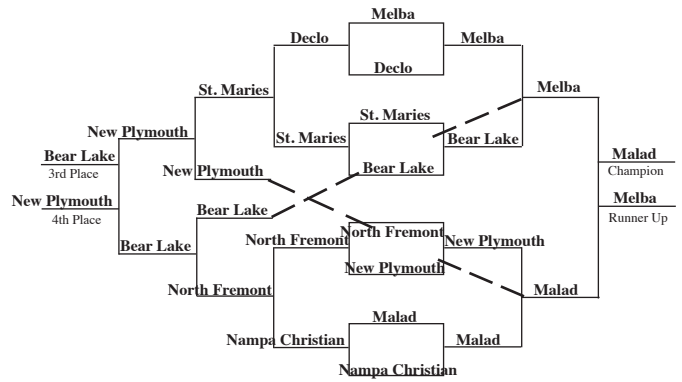 Melba
Declo
Melba
Declo
Melba
St. Maries
St. Maries
New Plymouth
St. Maries
Bear Lake
Bear Lake
Malad
3rd Place
New Plymouth
Bear Lake
Champion
New Plymouth
Melba
4th Place
Bear Lake
Runner Up
Bear Lake
North Fremont
North Fremont
New Plymouth
New Plymouth
North Fremont
Malad
Malad
Nampa Christian
Malad
Nampa Christian